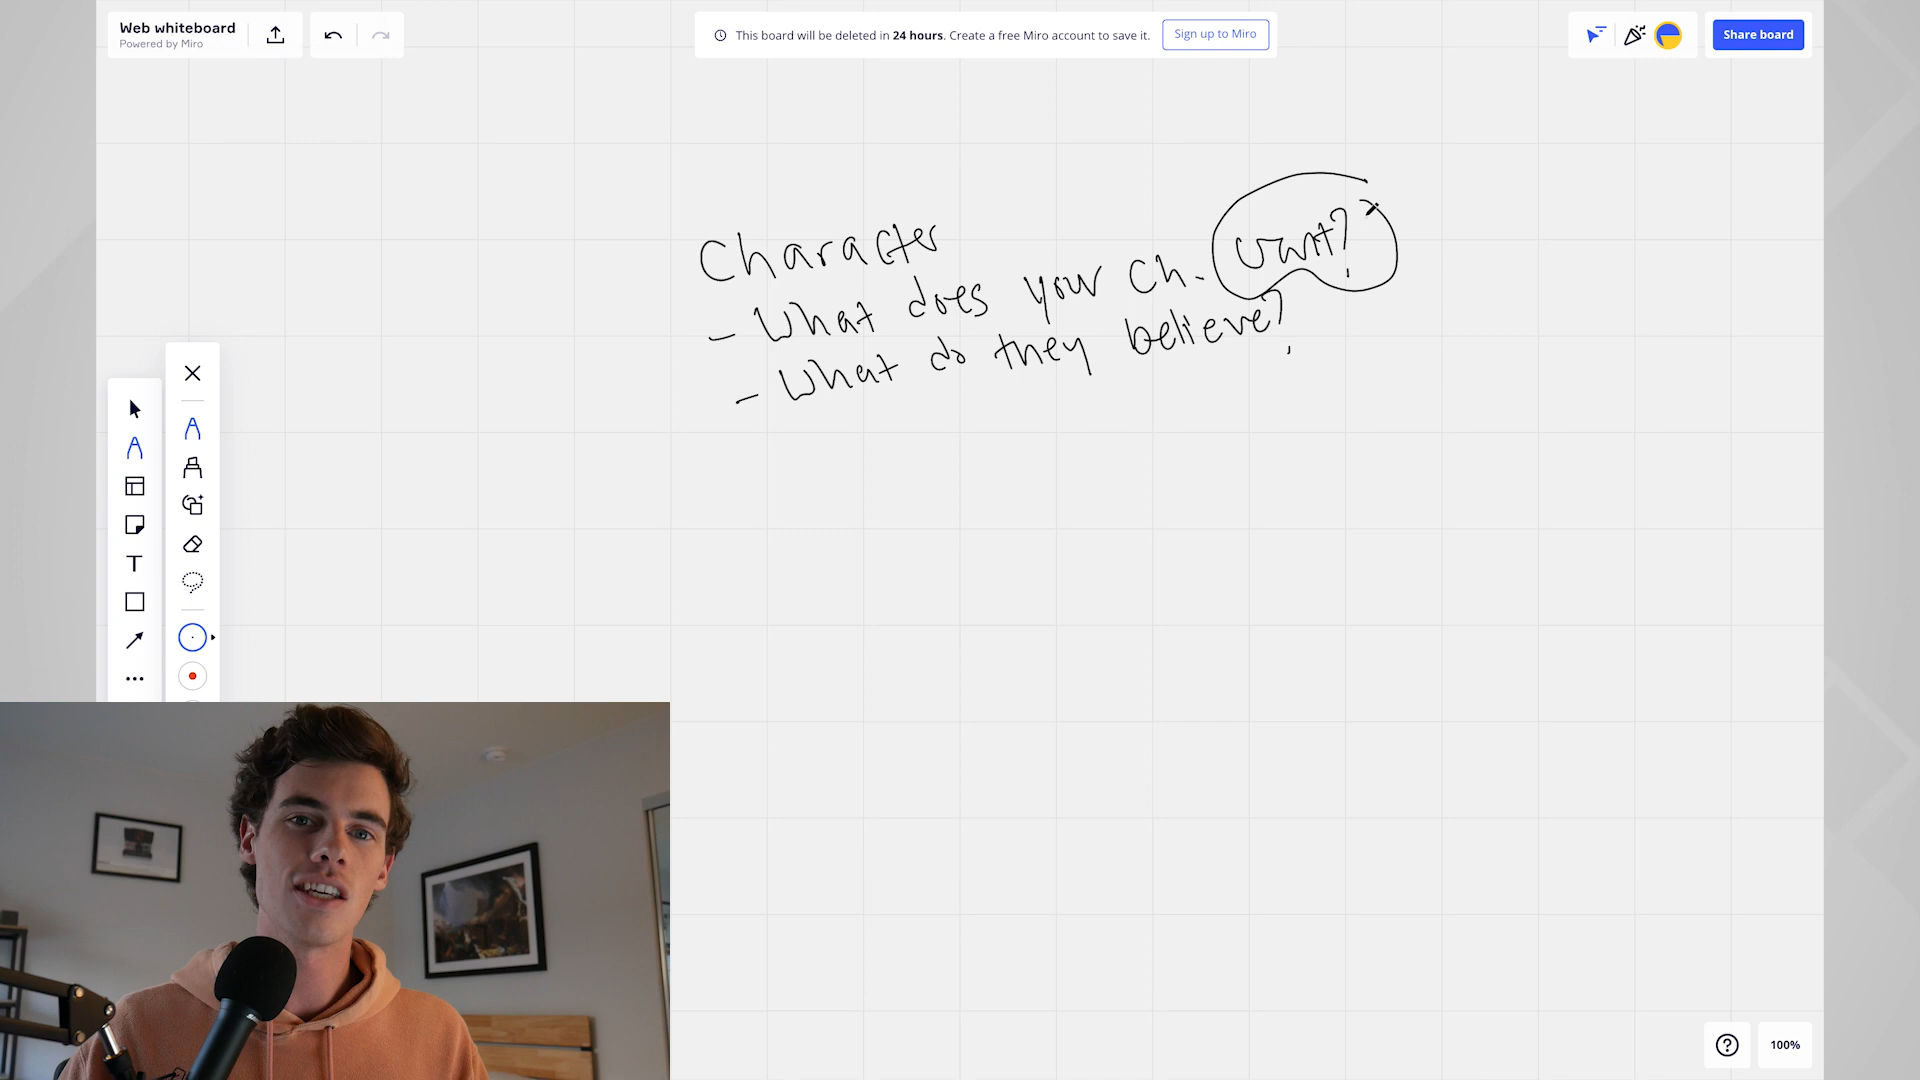 Web whiteboard
Powered by Miro
This board will be deleted in 24 hours. Create a free Miro account to save it.
Sign up to Miro
Share board
Character
- What does your Ch. want?
- What do they believe?
T
100%